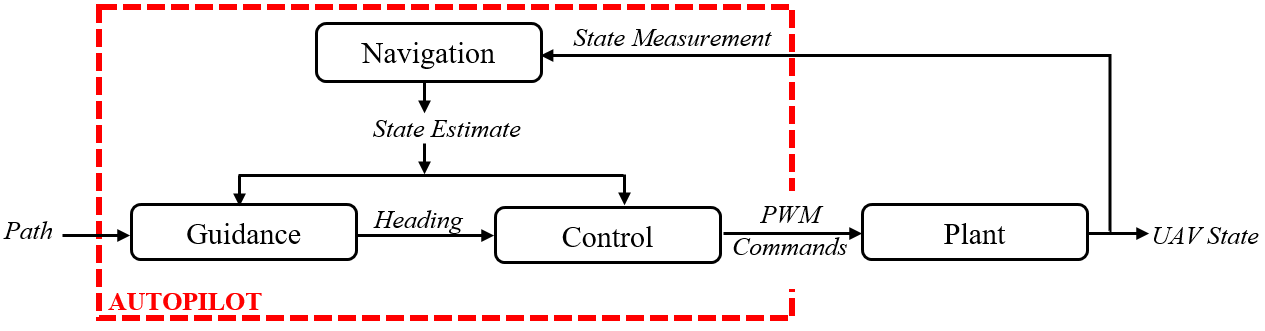 State Measurement
Navigation
State Estimate
Path
Guidance
Heading
Control
PWM
Commands
Plant
UAV State
AUTOPILOT